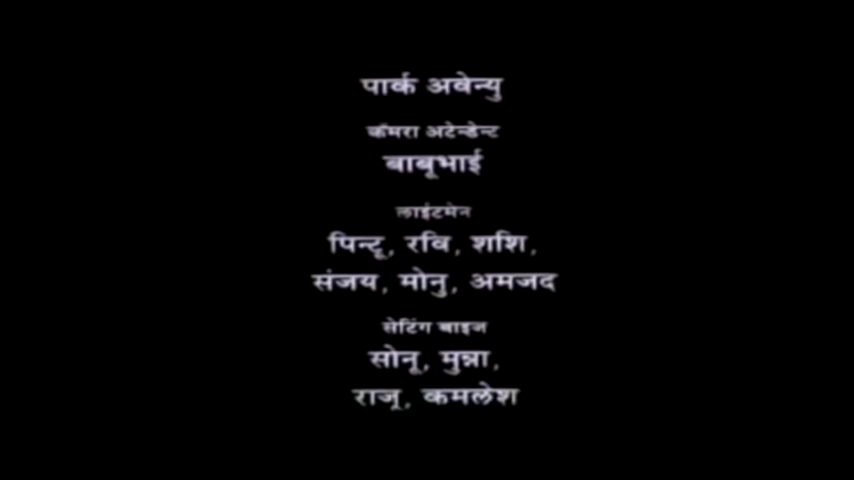 पार्क अवेन्यु
कॅमरा अटेन्डेन्ट
बाबूभाई
लाईटमेन
पिन्टू, रवि, शशि,
संजय, मोनु, अमजद
सेटिंग बाइज
सोनू, मुन्ना,
राजू, कमलेश